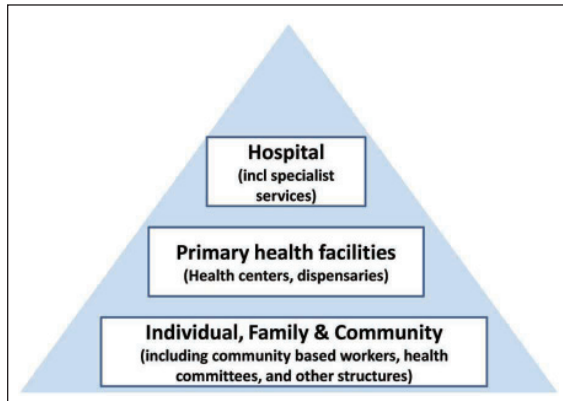 Hospital
(incl specialist
services)
Primary health facilities
(Health centers, dispensaries)
Individual, Family & Community
(including community based workers, health
committees, and other structures)